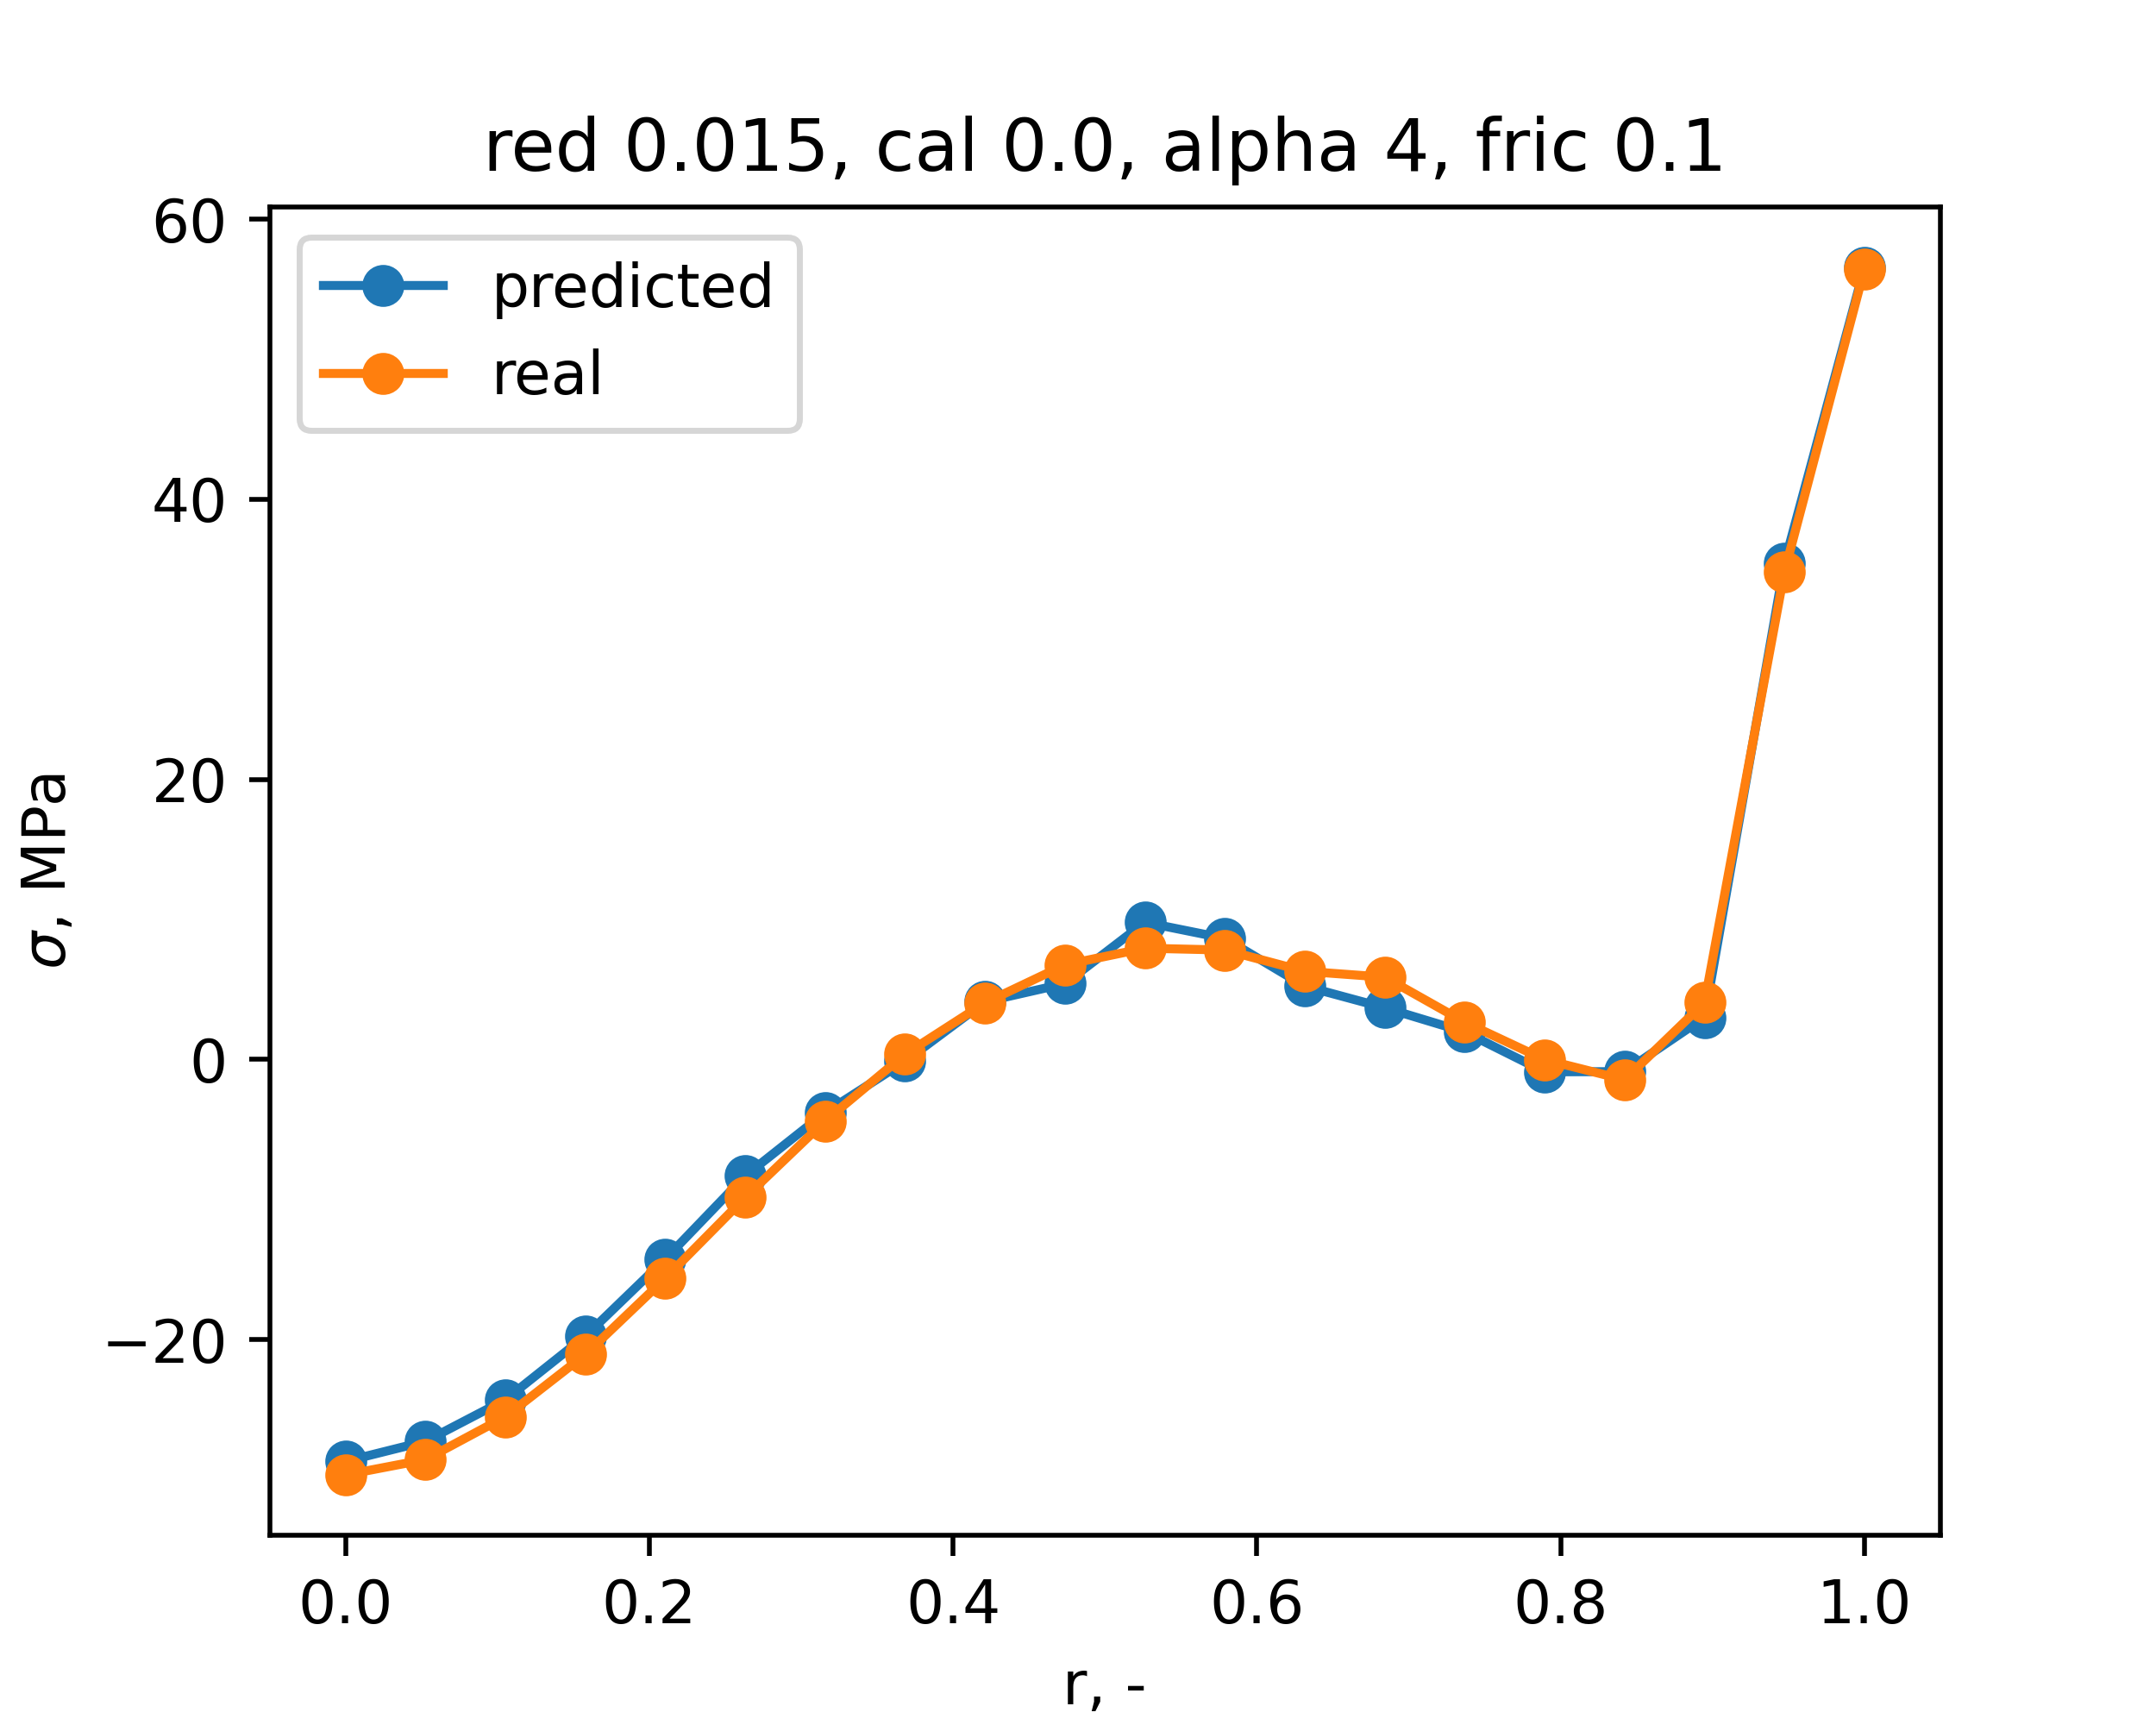 red 0.015, cal 0.0, alpha 4, fric 0.1
predicted
real
60
40
20
0
−20
σ, MPa
0.0 0.2 0.4 0.6 0.8 1.0
r, -